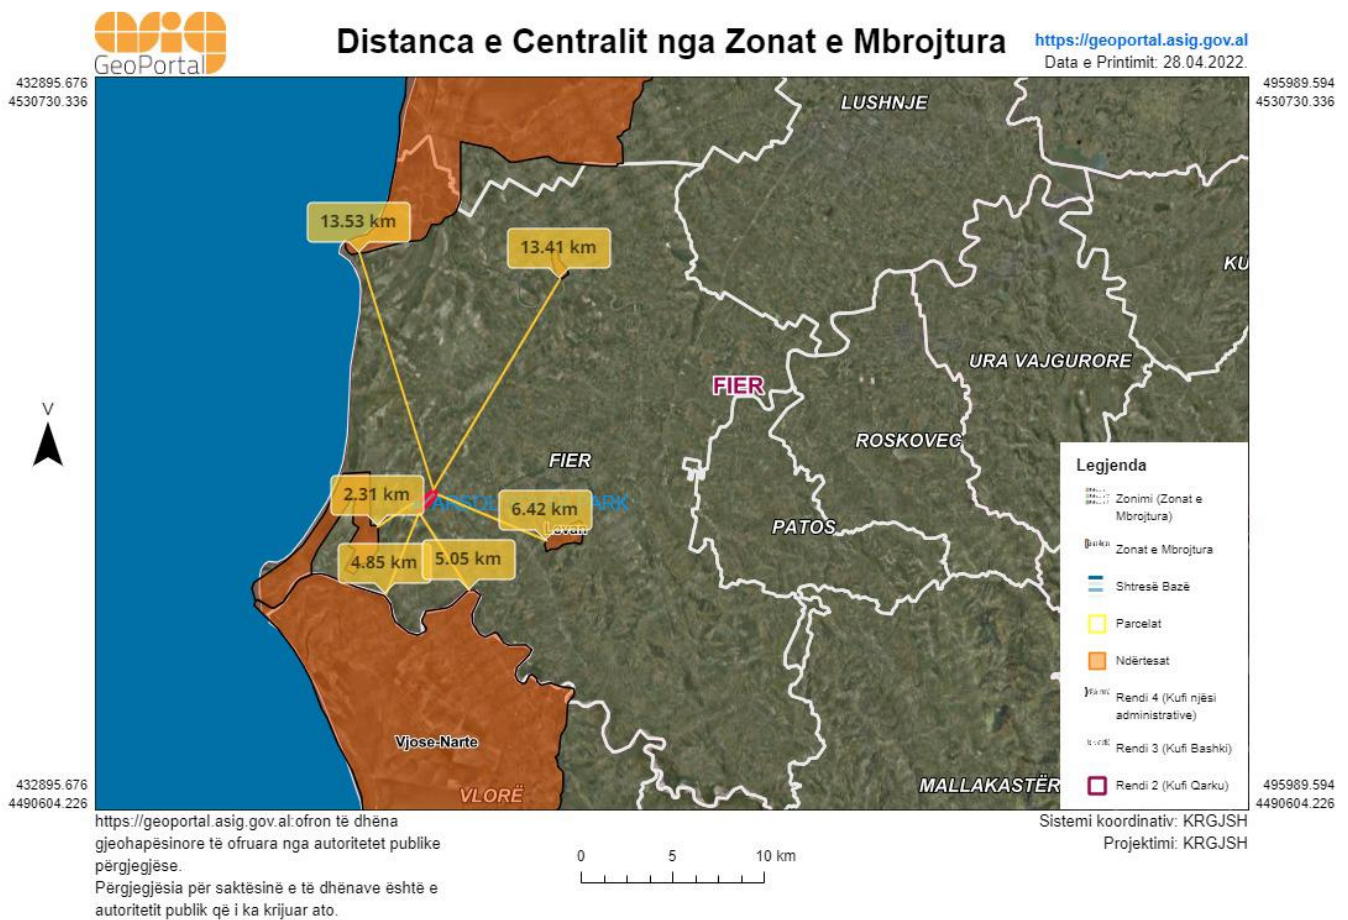 asig
GeoPortal
Distanca e Centralit nga Zonat e Mbrojtura
https://geoportal.asig.gov.al
Data e Printimit: 28.04.2022.
432895.676
4530730.336
495989.594
4530730.336
LUSHNJE
13.53 km
13.41 km
KU
URA VAJGURORE
FIER
V
ROSKOVEC
FIER
2.31 km
6.42 km
Levan
PATOS
4.85 km
5.05 km
Vjose-Narte
VLORË
MALLAKASTËR
Legjenda
Zonimi (Zonat e
Mbrojtura)
Zonat e Mbrojtura
Shtresë Bazë
Parcelat
Ndërtesat
Rendi 4 (Kufi njësi
administrative)
Rendi 3 (Kufi Bashki)
Rendi 2 (Kufi Qarku)
432895.676
4490604.226
495989.594
4490604.226
https://geoportal.asig.gov.al:ofron të dhëna
gjeohapësinore të ofruara nga autoritetet publike
përgjegjëse.
Përgjegjësia për saktësinë e të dhënave është e
autoritetit publik që i ka krijuar ato.
0 5 10 km
Sistemi koordinativ: KRGJSH
Projektimi: KRGJSH